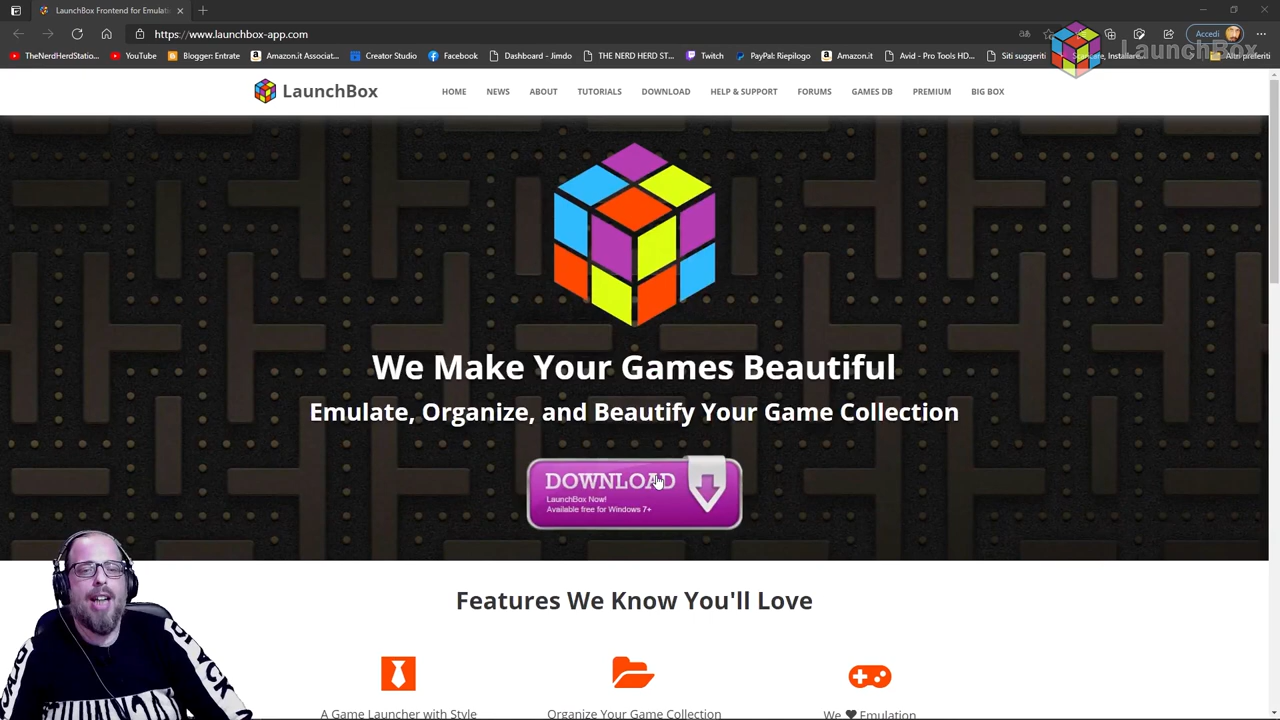 LaunchBox Frontend for Emulati
https://www.launchbox-app.com
Accedi
LaunchBox
TheNerdHerdStatio...
YouTube
Blogger: Entrate
Amazon.it Associat...
Creator Studio
Facebook
Dashboard - Jimdo
THE NERD HERD ST...
Twitch
PayPal: Riepilogo
Amazon.it
Avid - Pro Tools HD...
Siti suggeriti
Altri preferiti
LaunchBox
HOME
NEWS
ABOUT
TUTORIALS
DOWNLOAD
HELP & SUPPORT
FORUMS
GAMES DB
PREMIUM
BIG BOX
We Make Your Games Beautiful
Emulate, Organize, and Beautify Your Game Collection
DOWNLOAD
LaunchBox Now!
Available free for Windows 7+
Features We Know You'll Love
A Game Launcher with Style
Organize Your Game Collection
We ❤ Emulation